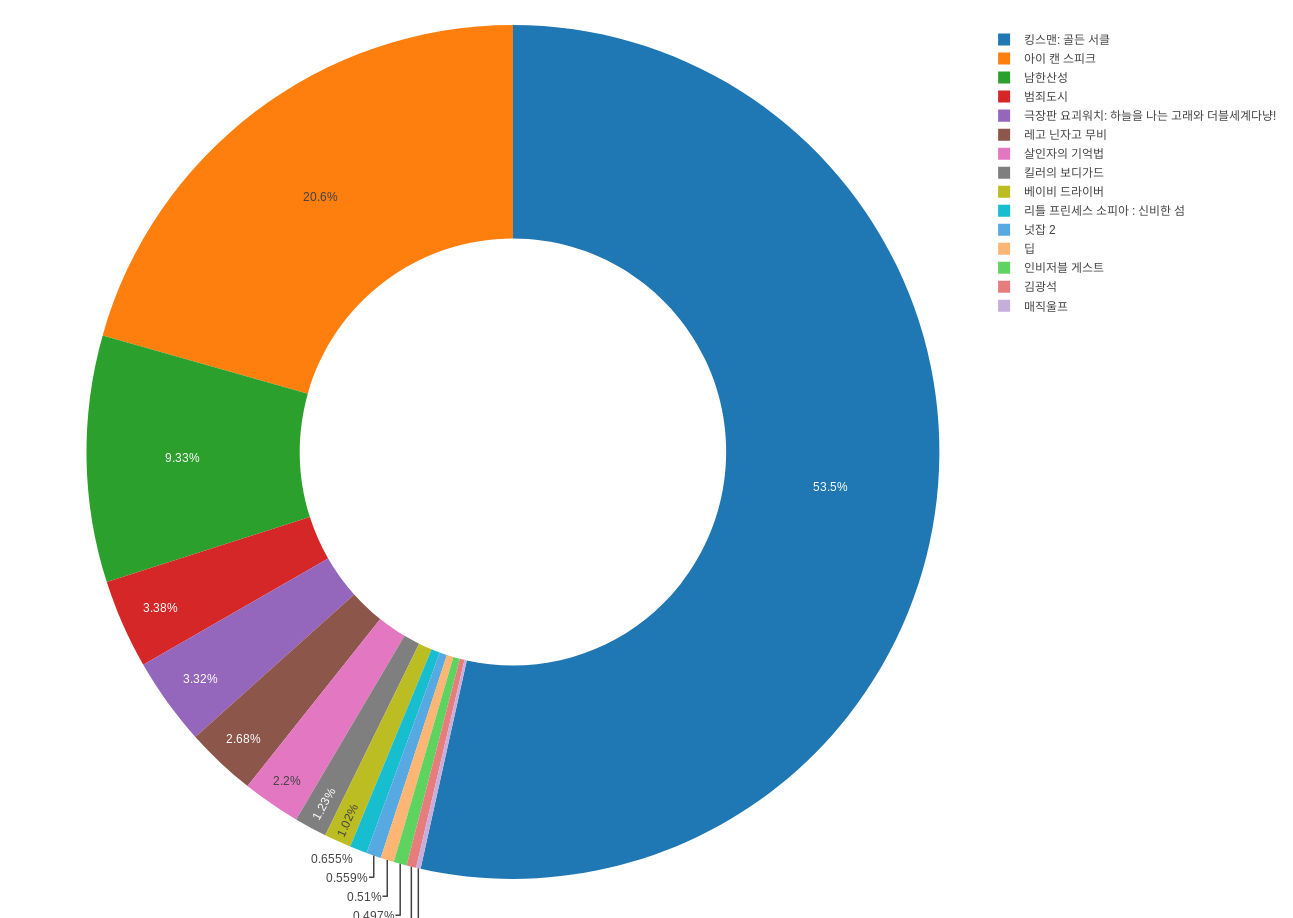 킹스맨: 골든 서클
아이 캔 스피크
남한산성
범죄도시
극장판 요괴워치: 하늘을 나는 고래와 더블세계다냥!
레고 닌자고 무비
살인자의 기억법
킬러의 보디가드
베이비 드라이버
리틀 프린세스 소피아 : 신비한 섬
넛잡 2
딥
인비저블 게스트
김광석
매직울프
20.6%
9.33%
53.5%
3.38%
3.32%
2.68%
2.2%
1.23%
1.02%
0.655%
0.559%
0.51%
0.497%